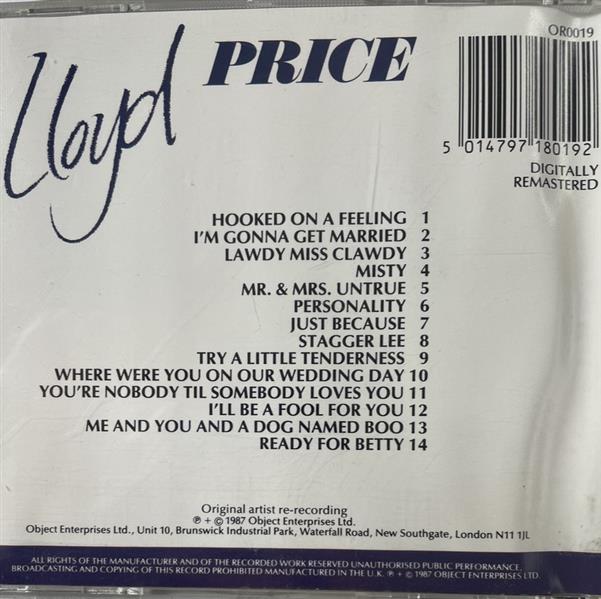 Lloyd PRICE
OR0019
5 014797 180192
DIGITALLY
REMASTERED
HOOKED ON A FEELING 1
I'M GONNA GET MARRIED 2
LAWDY MISS CLAWDY 3
MISTY 4
MR. & MRS. UNTRUE 5
PERSONALITY 6
JUST BECAUSE 7
STAGGER LEE 8
TRY A LITTLE TENDERNESS 9
WHERE WERE YOU ON OUR WEDDING DAY 10
YOU'RE NOBODY TIL SOMEBODY LOVES YOU 11
I'LL BE A FOOL FOR YOU 12
ME AND YOU AND A DOG NAMED BOO 13
READY FOR BETTY 14
Original artist re-recording
℗ + © 1987 Object Enterprises Ltd.
Object Enterprises Ltd., Unit 10, Brunswick Industrial Park, Waterfall Road, New Southgate, London N11 1JL
ALL RIGHTS OF THE MANUFACTURER AND OF THE RECORDED WORK RESERVED UNAUTHORISED PUBLIC PERFORMANCE,
BROADCASTING AND COPYING OF THIS RECORD PROHIBITED MANUFACTURED IN THE U.K. ℗ + © 1987 OBJECT ENTERPRISES LTD.